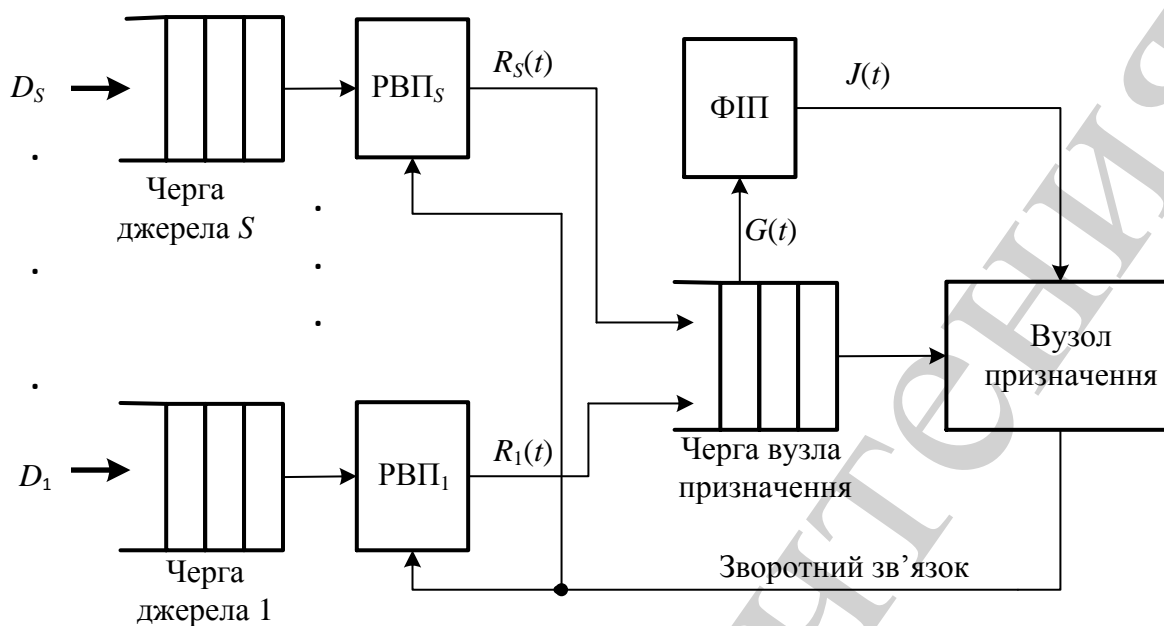 D_S
Черга
джерела S
РВП_S
R_S(t)
ФІП
J(t)
G(t)
Вузол
призначення
Черга вузла
призначення
D_1
Черга
джерела 1
РВП_1
R_1(t)
Зворотний зв’язок